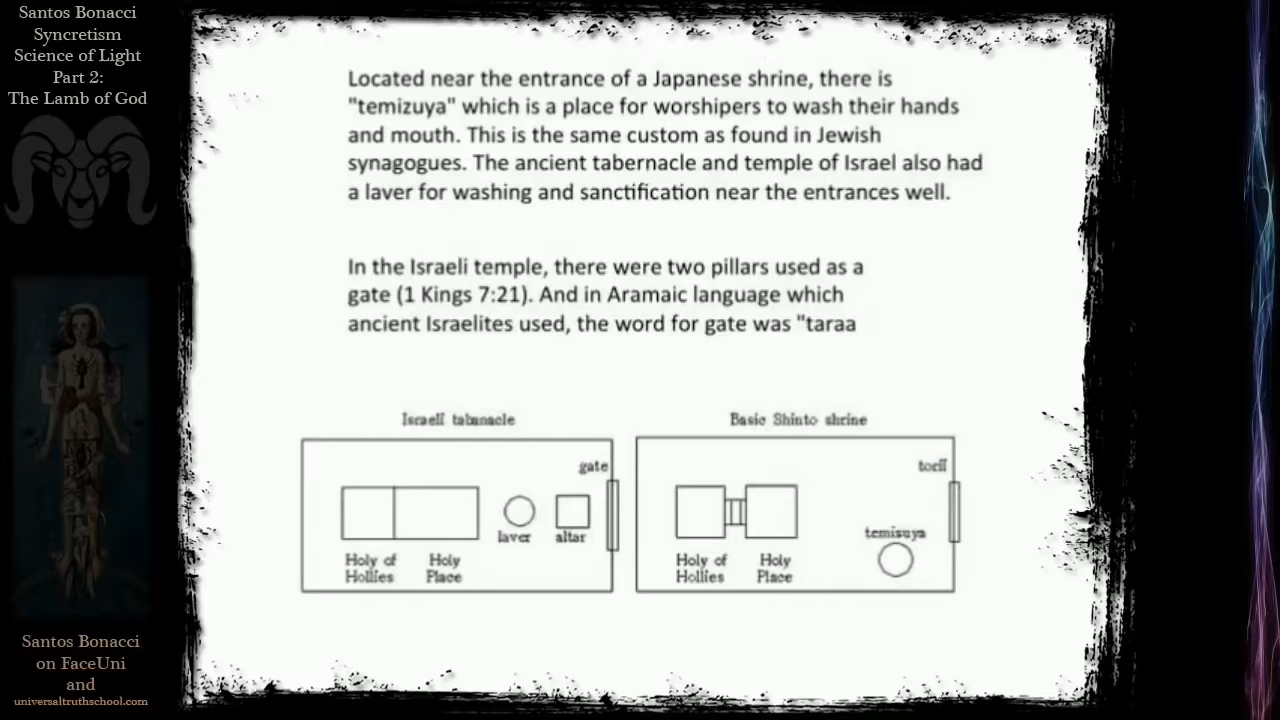 Santos Bonacci
Syncretism
Science of Light
Part 2:
The Lamb of God
Located near the entrance of a Japanese shrine, there is
"temizuya" which is a place for worshipers to wash their hands
and mouth. This is the same custom as found in Jewish
synagogues. The ancient tabernacle and temple of Israel also had
a laver for washing and sanctification near the entrances well.
In the Israeli temple, there were two pillars used as a
gate (1 Kings 7:21). And in Aramaic language which
ancient Israelites used, the word for gate was "taraa
Israeli tabanacle
gate
laver
altar
Holy of
Hollies
Holy
Place
Basic Shinto shrine
torii
temisuya
Holy of
Hollies
Holy
Place
Santos Bonacci
on FaceUni
and
universaltruthschool.com